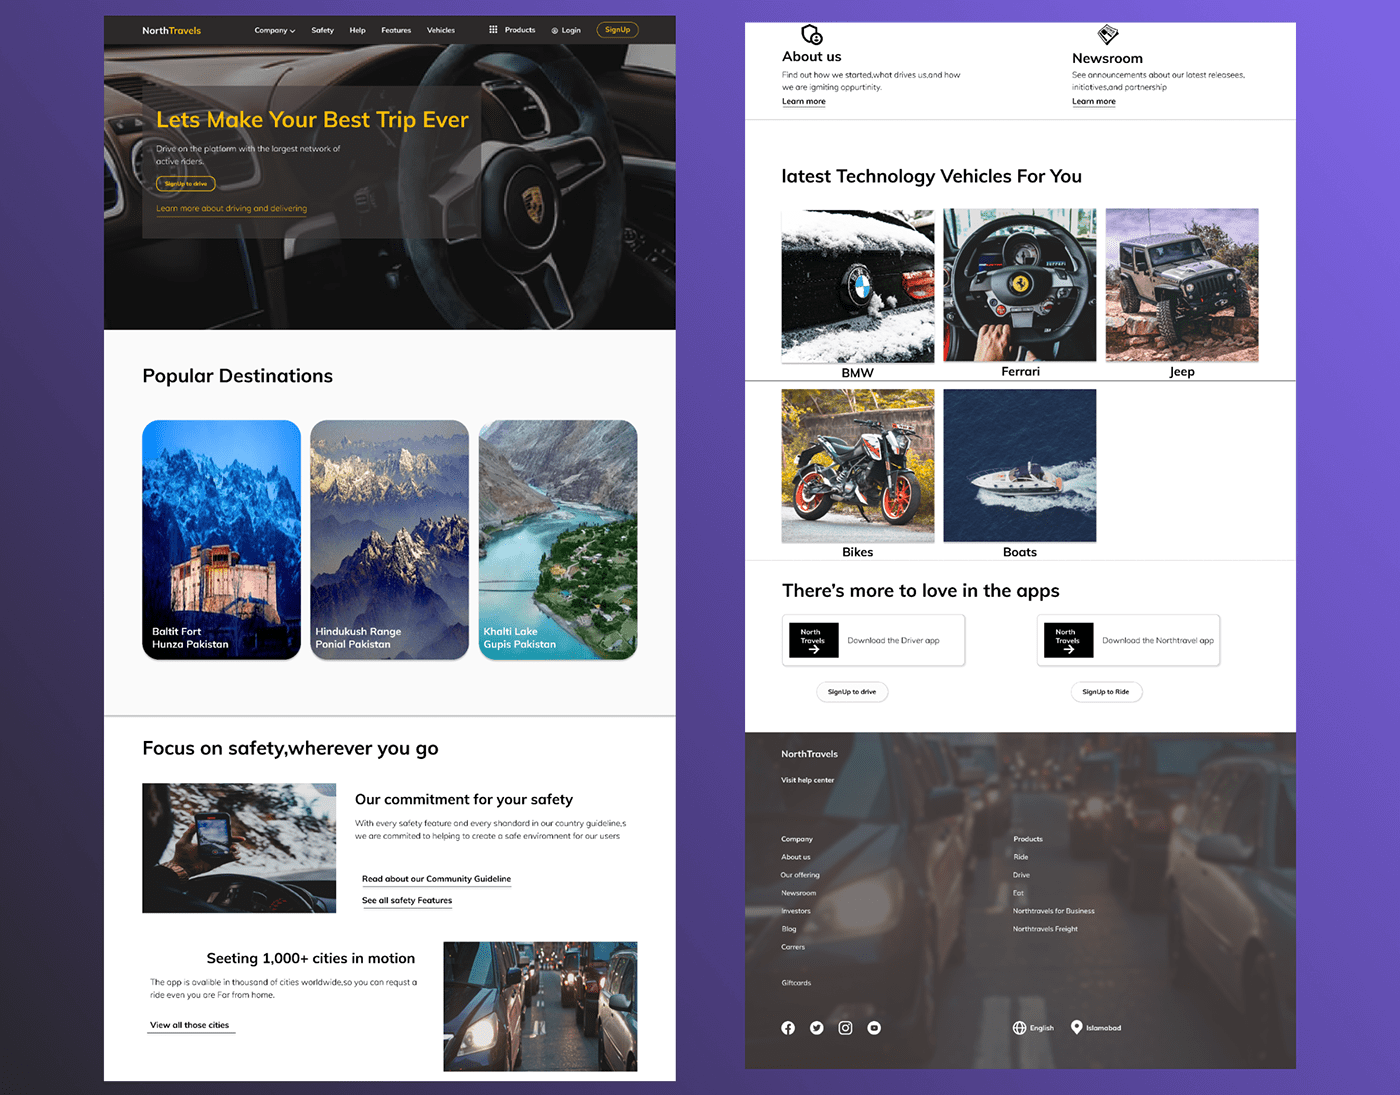 NorthTravels
Company
Safety
Help
Features
Vehicles
Products
Login
SignUp
Lets Make Your Best Trip Ever
Drive on the platform with the largest network of
active riders.
SignUp to drive
Learn more about driving and delivering
Popular Destinations
Baltit Fort
Hunza Pakistan
Hindukush Range
Ponial Pakistan
Khalti Lake
Gupis Pakistan
Focus on safety,wherever you go
Our commitment for your safety
With every safety feature and every shandard in our country guideline,s
we are commited to helping to create a safe enviromnent for our users
Read about our Community Guideline
See all safety Features
Seeting 1,000+ cities in motion
The app is avalible in thousand of cities worldwide,so you can requst a
ride even you are Far from home.
View all those cities
About us
Find out how we started,what drives us,and how
we are igmiting oppurtinity.
Learn more
Newsroom
See announcements about our latest releasees,
initiatives,and partnership
Learn more
latest Technology Vehicles For You
BMW
Ferrari
Jeep
Bikes
Boats
There's more to love in the apps
North
Travels
Download the Driver app
North
Travels
Download the Northtravel app
SignUp to drive
SignUp to Ride
NorthTravels
Visit help center
Company
About us
Our offering
Newsroom
Investors
Blog
Carrers
Giftcards
Products
Ride
Drive
Eat
Northtravels for Business
Northtravels Freight
English
Islamabad